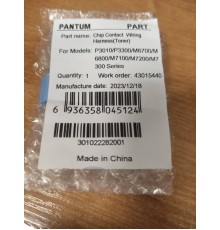 PANTUM PART
Part name: Chip Contact Wiring
Harness(Toner)
For Models: P3010/P3300/M6700/M
6800/M7100/M7200/M7
300 Series
Quantity: 1 Work order: 43015440
Manufacture date: 2023/12/18
6 936358 045124
301022282001
Made in China